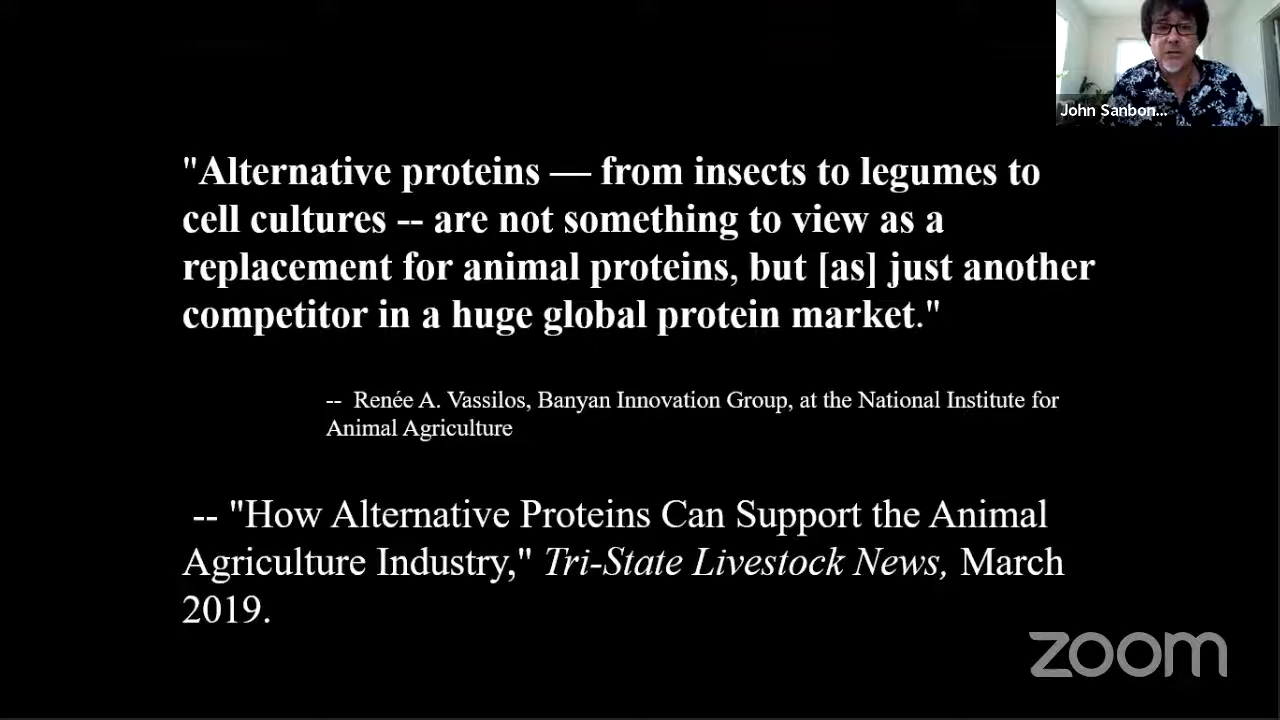 John Sanbon...
"Alternative proteins — from insects to legumes to
cell cultures -- are not something to view as a
replacement for animal proteins, but [as] just another
competitor in a huge global protein market."
-- Renée A. Vassilos, Banyan Innovation Group, at the National Institute for
Animal Agriculture
-- "How Alternative Proteins Can Support the Animal
Agriculture Industry," Tri-State Livestock News, March
2019.
zoom